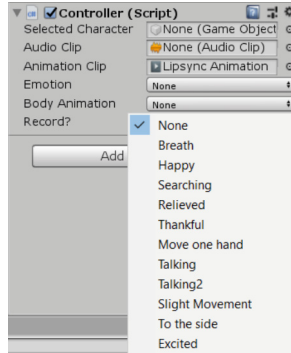 Controller (Script)
Selected Character None (Game Object
Audio Clip None (Audio Clip)
Animation Clip Lipsync Animation
Emotion None
Body Animation None
Record?
None
Breath
Happy
Add
Searching
Relieved
Thankful
Move one hand
Talking
Talking2
Slight Movement
To the side
Excited